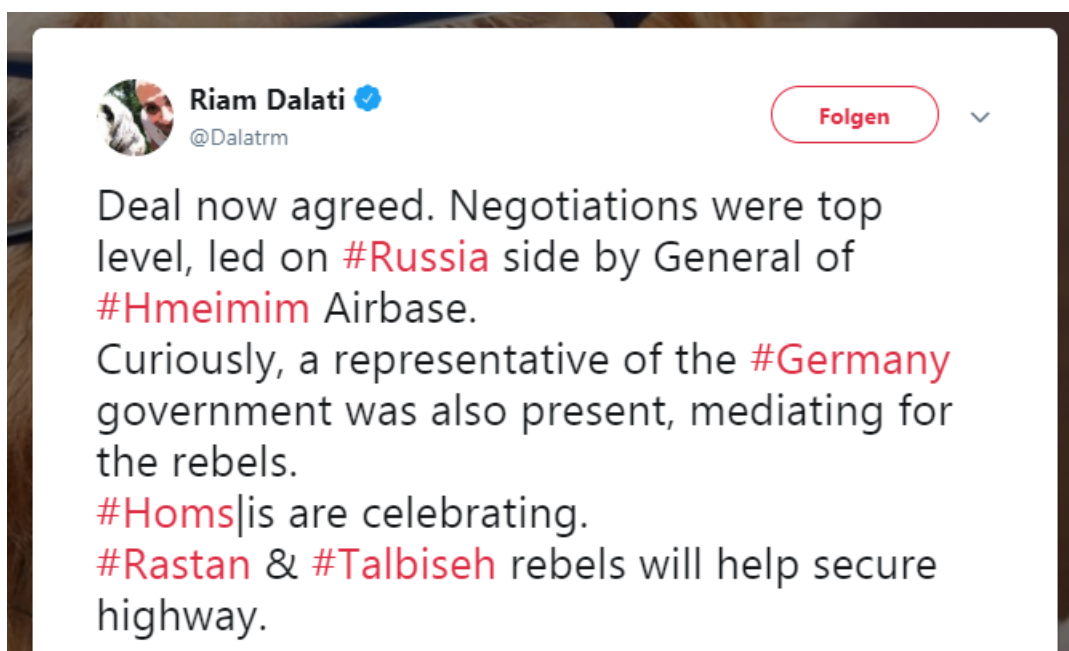 Riam Dalati
@Dalatrm
Folgen
Deal now agreed. Negotiations were top
level, led on #Russia side by General of
#Hmeimim Airbase.
Curiously, a representative of the #Germany
government was also present, mediating for
the rebels.
#Homs|is are celebrating.
#Rastan & #Talbiseh rebels will help secure
highway.